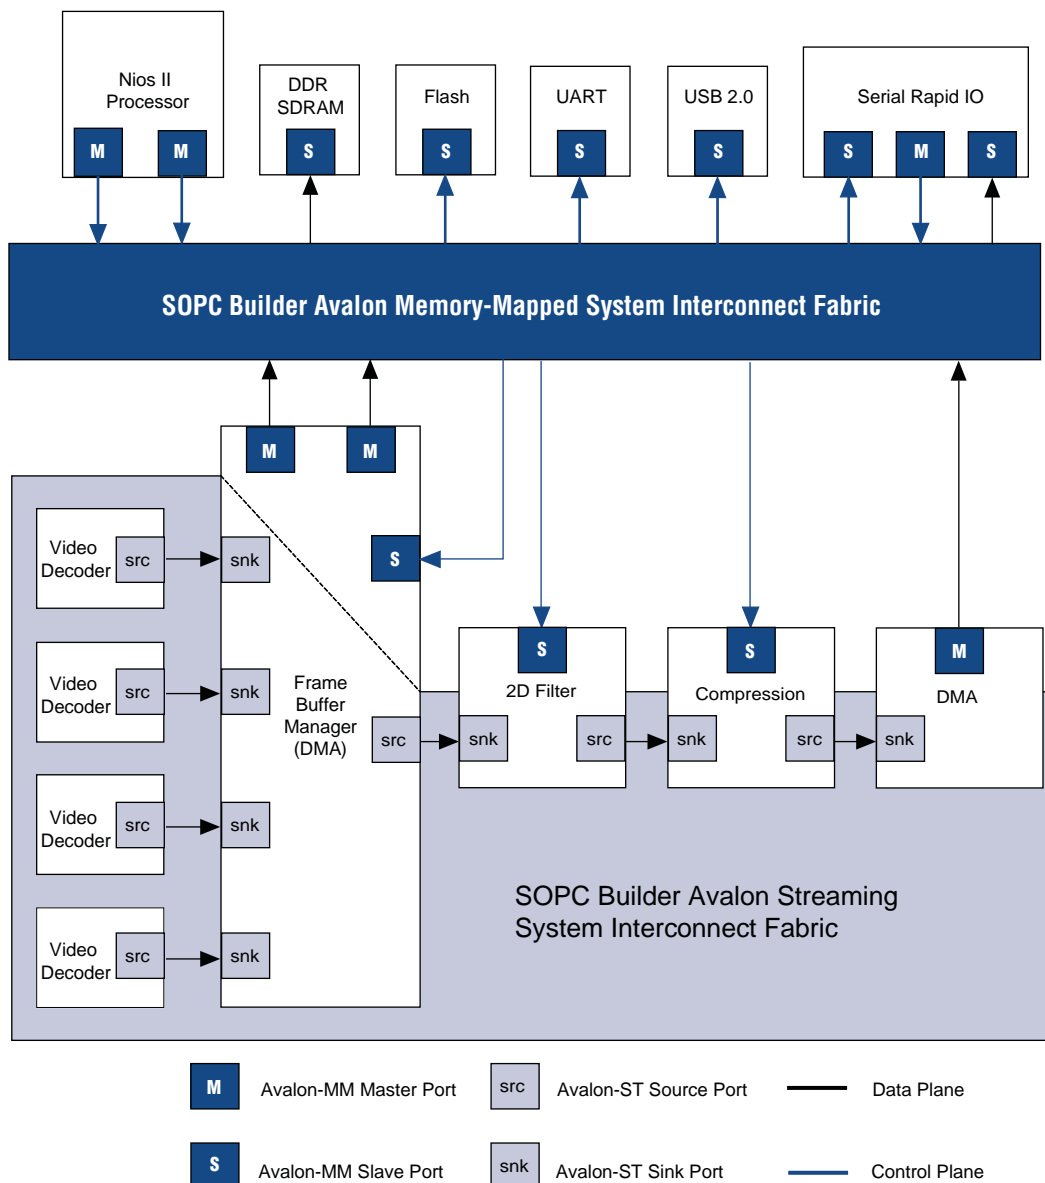 Nios II
Processor
M
M
DDR
SDRAM
S
Flash
S
UART
S
USB 2.0
S
Serial Rapid IO
S
M
S
SOPC Builder Avalon Memory-Mapped System Interconnect Fabric
M
M
S
Video
Decoder
src
snk
Video
Decoder
src
snk
Video
Decoder
src
snk
Video
Decoder
src
snk
Frame
Buffer
Manager
(DMA)
src
S
2D Filter
snk
src
S
Compression
snk
src
M
DMA
snk
SOPC Builder Avalon Streaming
System Interconnect Fabric
M
Avalon-MM Master Port
src
Avalon-ST Source Port
Data Plane
S
Avalon-MM Slave Port
snk
Avalon-ST Sink Port
Control Plane